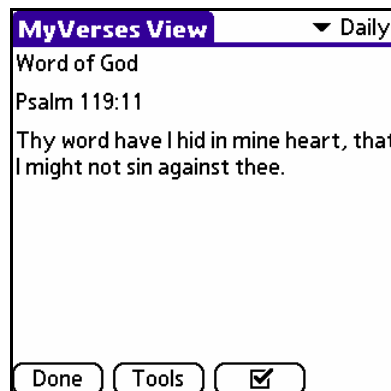 MyVerses View Daily
Word of God
Psalm 119:11
Thy word have I hid in mine heart, that
I might not sin against thee.
Done Tools